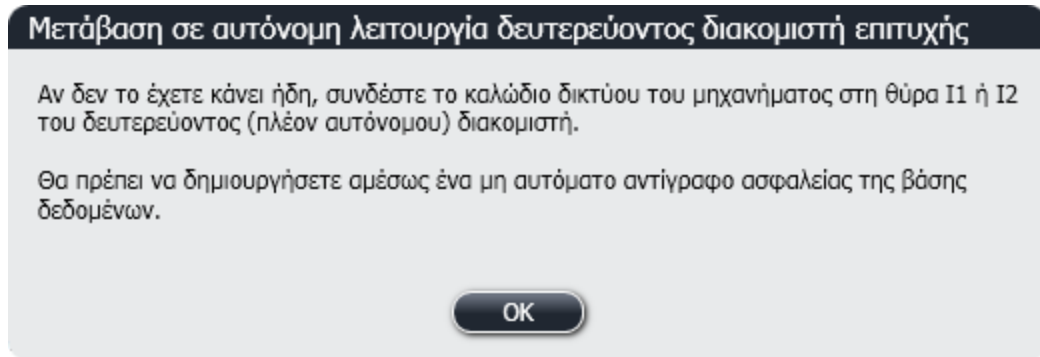 Μετάβαση σε αυτόνομη λειτουργία δευτερεύοντος διακομιστή επιτυχής
Αν δεν το έχετε κάνει ήδη, συνδέστε το καλώδιο δικτύου του μηχανήματος στη θύρα I1 ή I2
του δευτερεύοντος (πλέον αυτόνομου) διακομιστή.
Θα πρέπει να δημιουργήσετε αμέσως ένα μη αυτόματο αντίγραφο ασφαλείας της βάσης
δεδομένων.
OK